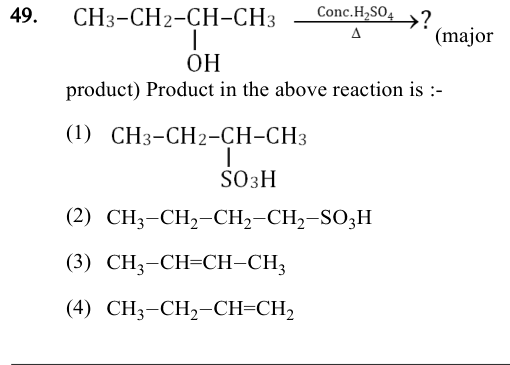 49. CH3–CH2–CH–CH3 Conc.H₂SO₄ ?
Δ (major
OH
product) Product in the above reaction is :-
(1) CH3–CH2–CH–CH3
SO3H
(2) CH₃–CH₂–CH₂–CH₂–SO₃H
(3) CH₃–CH=CH–CH₃
(4) CH₃–CH₂–CH=CH₂